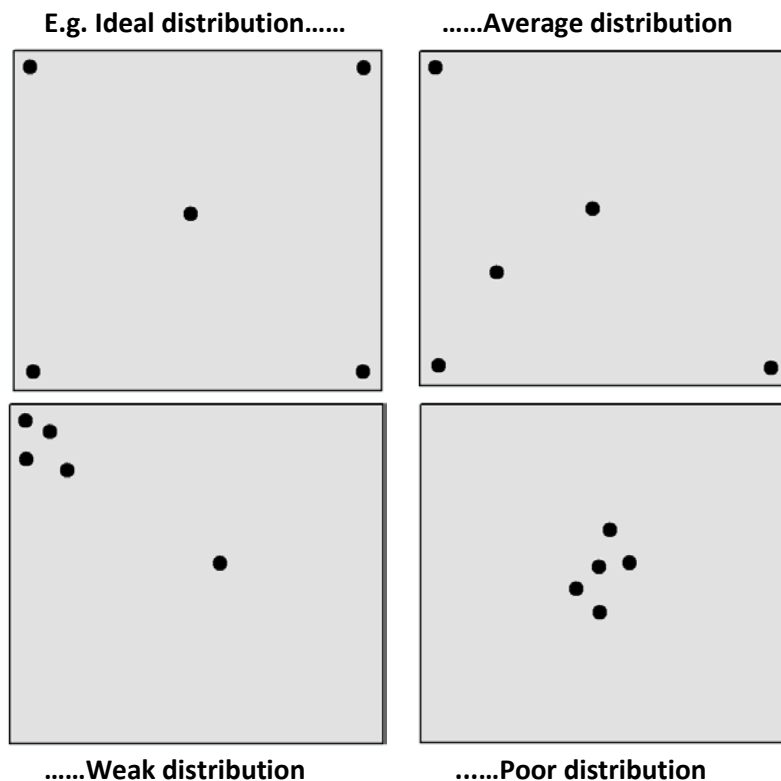 E.g. Ideal distribution......
......Average distribution
......Weak distribution
......Poor distribution